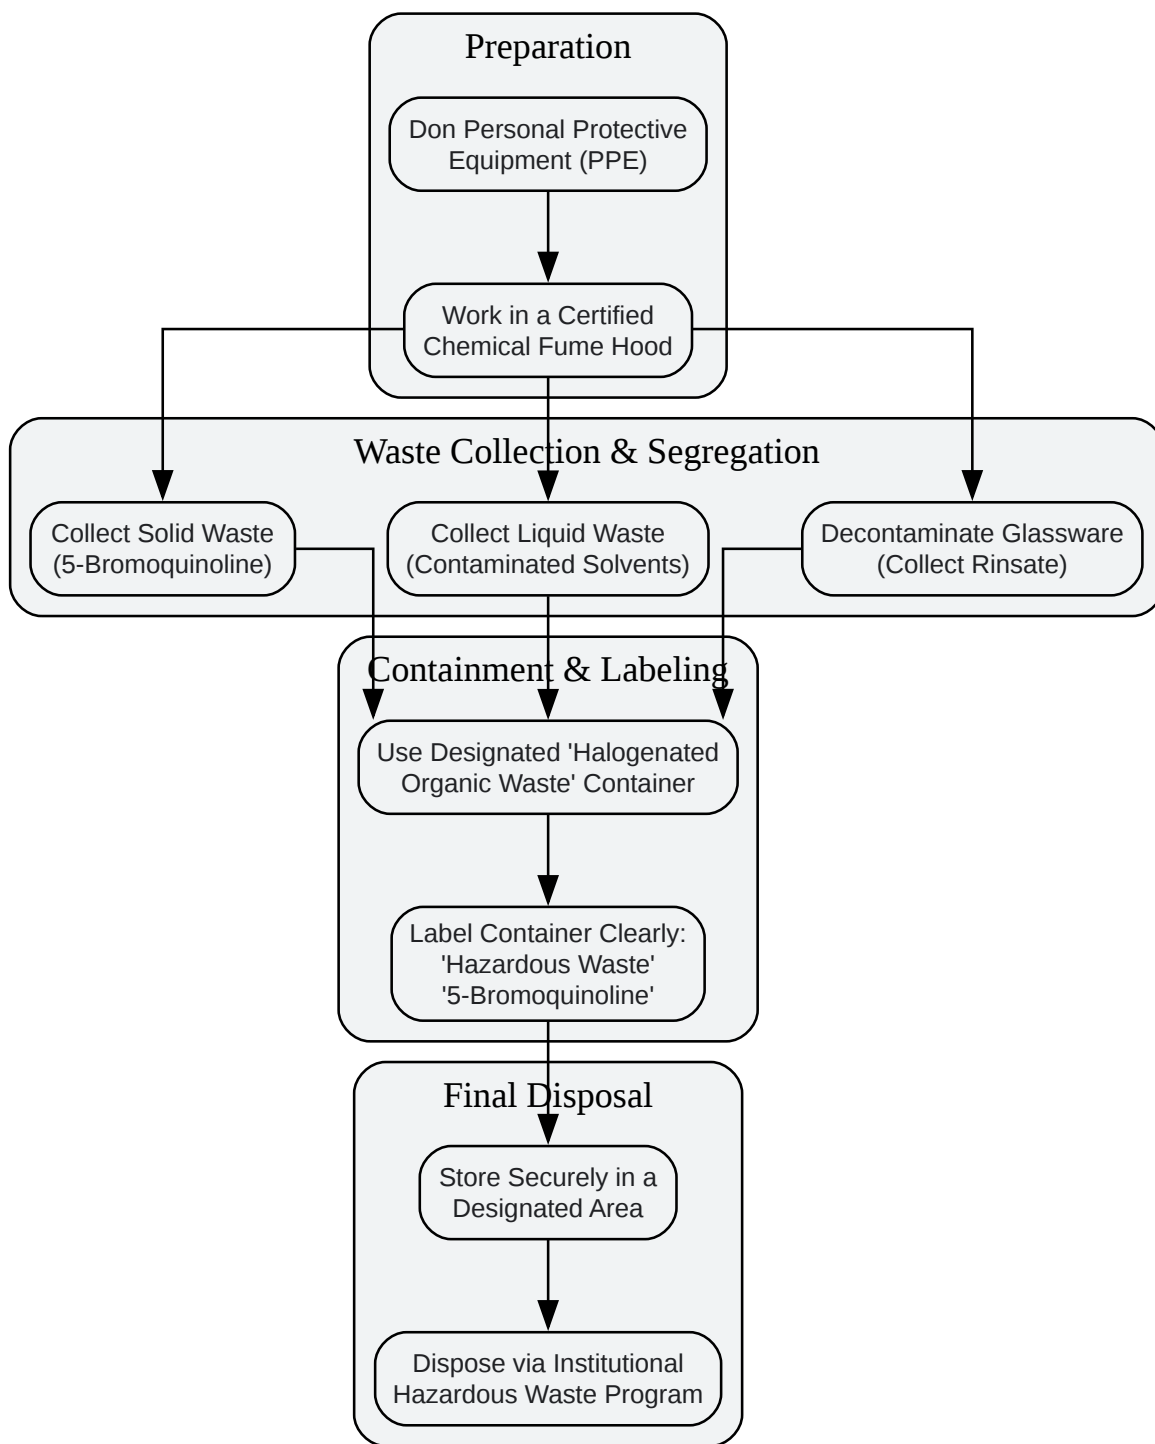 Preparation
Don Personal Protective
Equipment (PPE)
Work in a Certified
Chemical Fume Hood
Waste Collection & Segregation
Collect Solid Waste
(5-Bromoquinoline)
Collect Liquid Waste
(Contaminated Solvents)
Decontaminate Glassware
(Collect Rinsate)
Containment & Labeling
Use Designated 'Halogenated
Organic Waste' Container
Label Container Clearly:
'Hazardous Waste'
'5-Bromoquinoline'
Final Disposal
Store Securely in a
Designated Area
Dispose via Institutional
Hazardous Waste Program